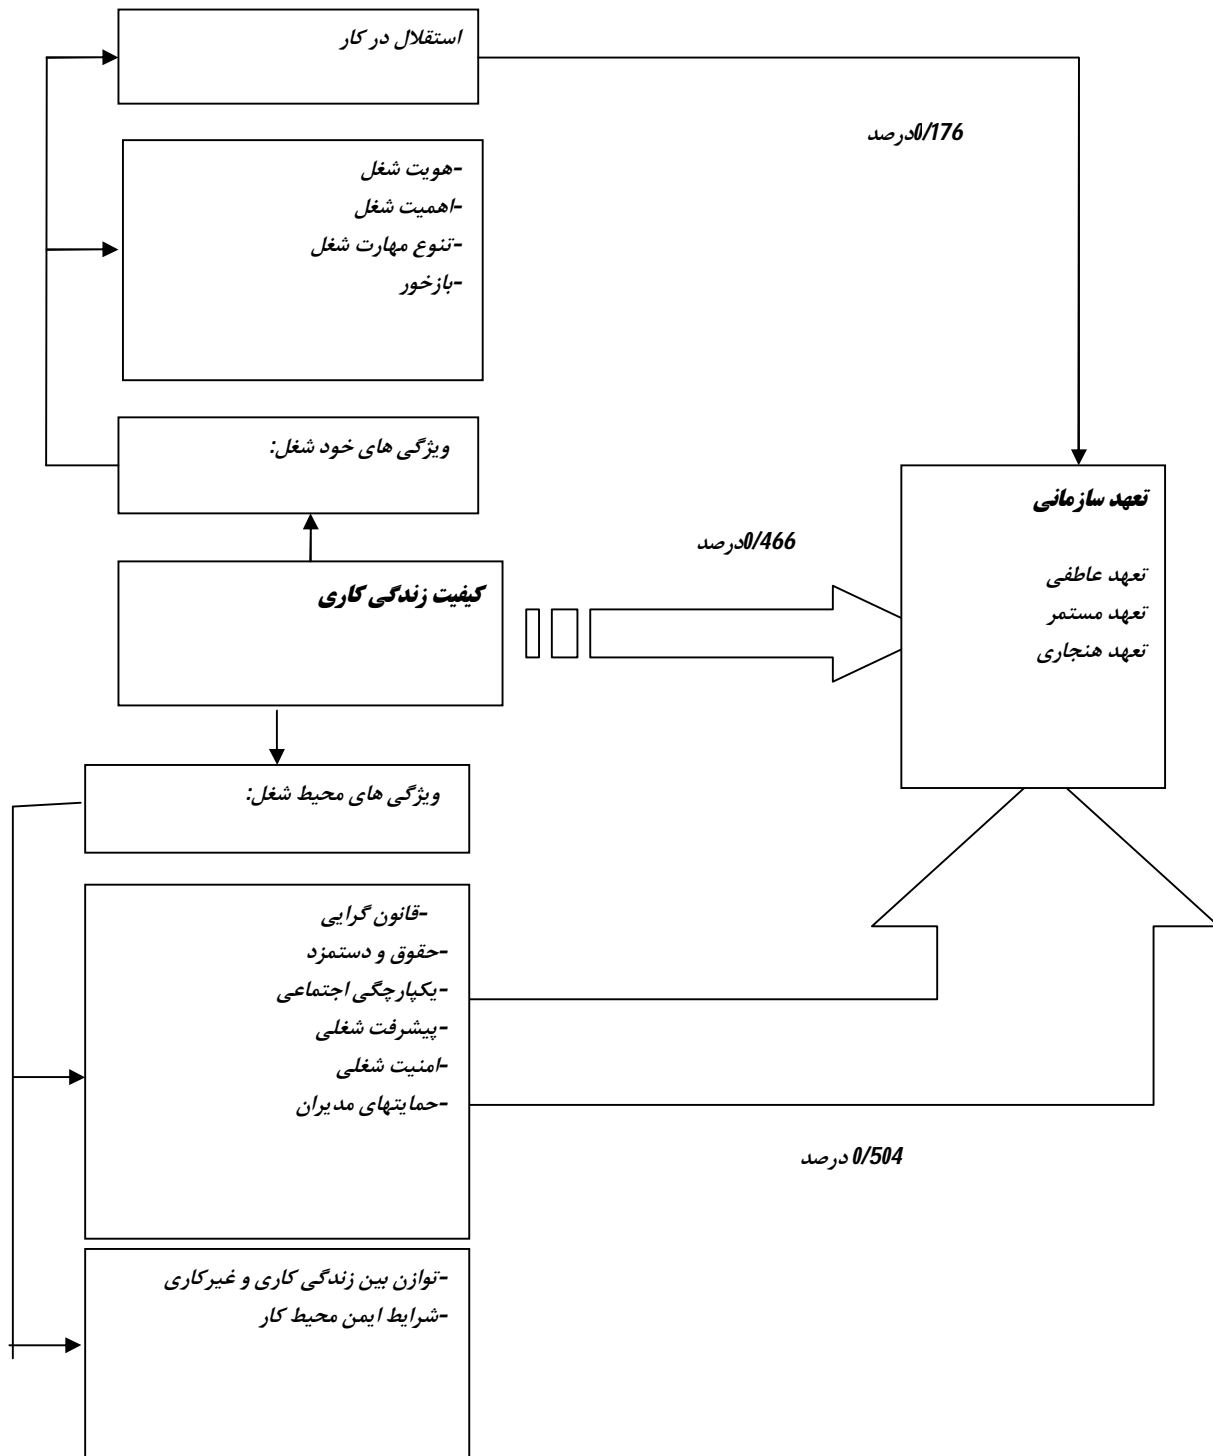 استقلال در کار
0/176درصد
-هویت شغل
-اهمیت شغل
-تنوع مهارت شغل
-بازخور
ویژگی های خود شغل:
تعهد سازمانی
تعهد عاطفی
تعهد مستمر
تعهد هنجاری
0/466درصد
کیفیت زندگی کاری
ویژگی های محیط شغل:
-قانون گرایی
-حقوق و دستمزد
-یکپارچگی اجتماعی
-پیشرفت شغلی
-امنیت شغلی
-حمایتهای مدیران
0/504 درصد
-توازن بین زندگی کاری و غیرکاری
-شرایط ایمن محیط کار